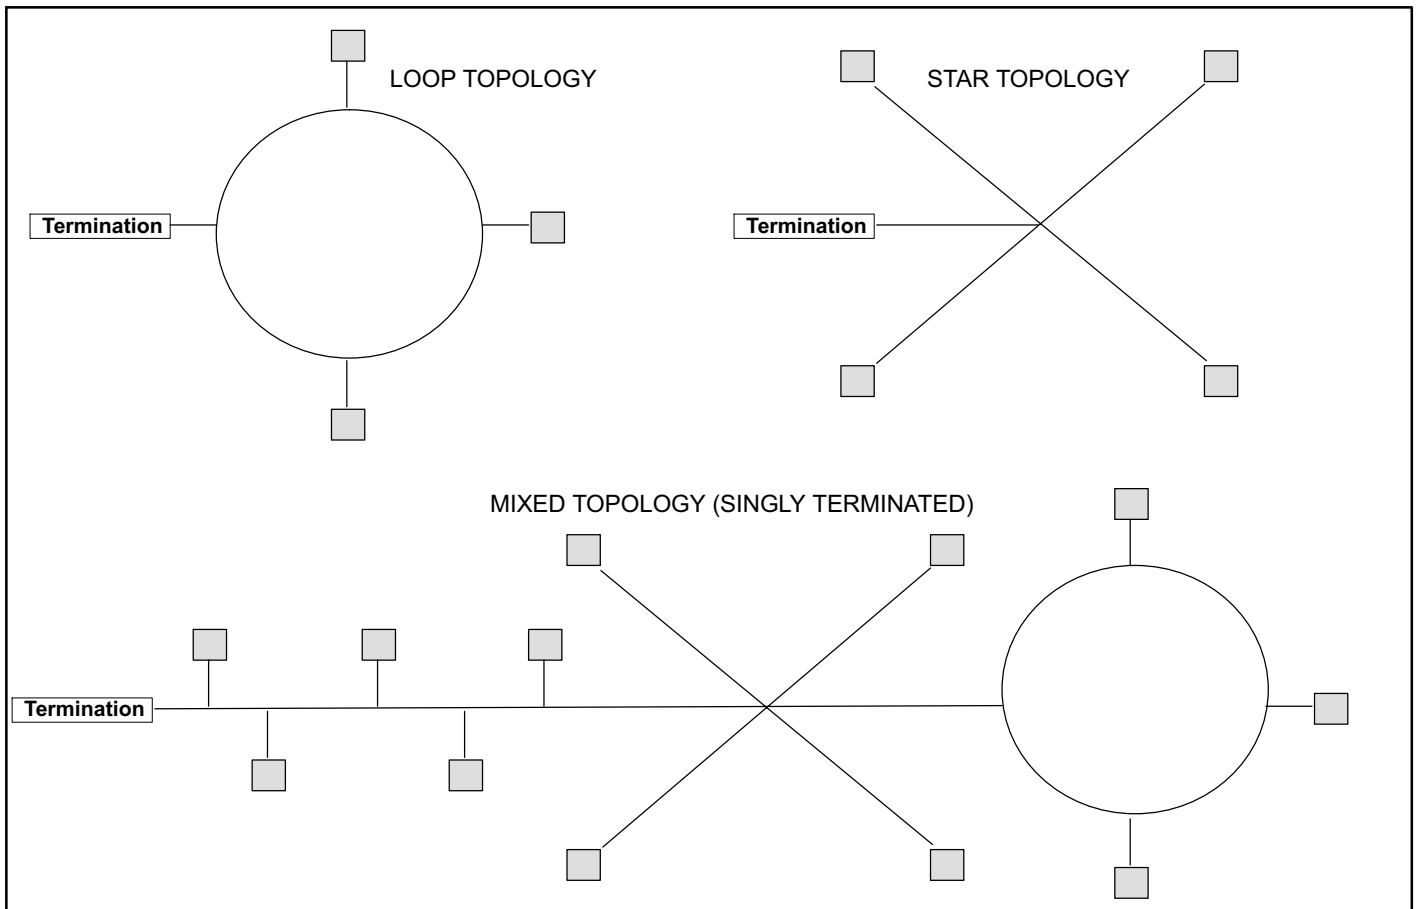 LOOP TOPOLOGY
STAR TOPOLOGY
Termination
Termination
MIXED TOPOLOGY (SINGLY TERMINATED)
Termination